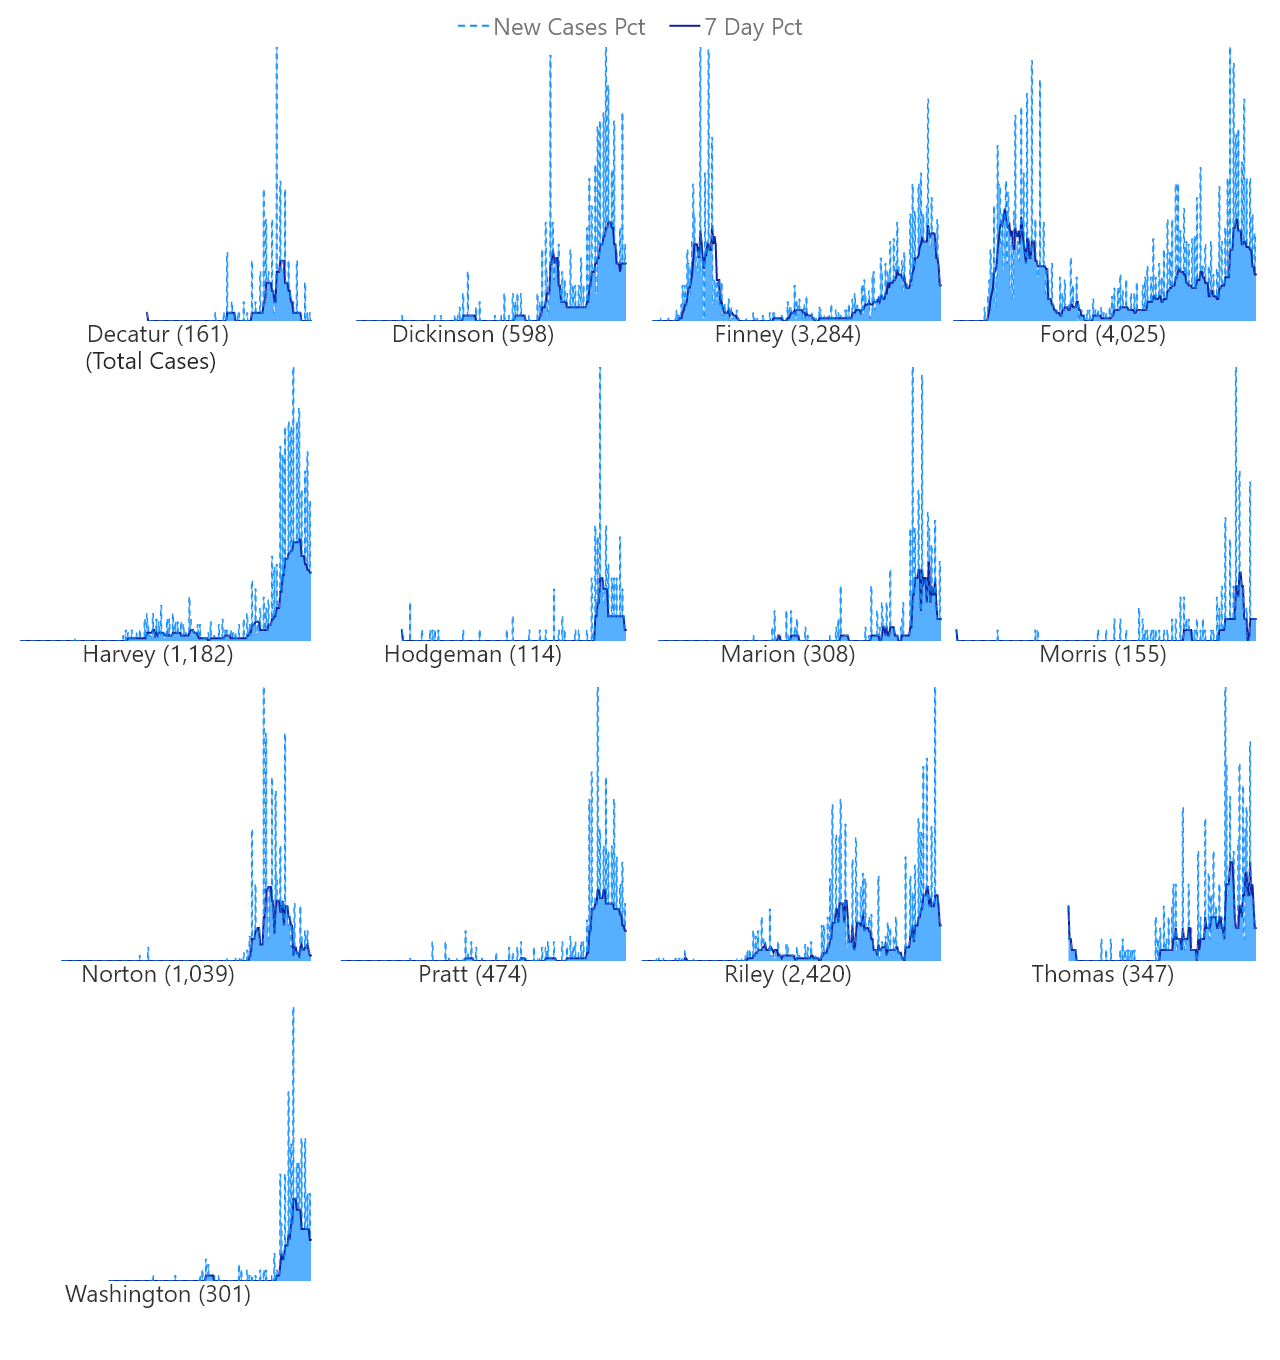 New Cases Pct 7 Day Pct
Decatur (161)
(Total Cases)
Dickinson (598)
Finney (3,284)
Ford (4,025)
Harvey (1,182)
Hodgeman (114)
Marion (308)
Morris (155)
Norton (1,039)
Pratt (474)
Riley (2,420)
Thomas (347)
Washington (301)